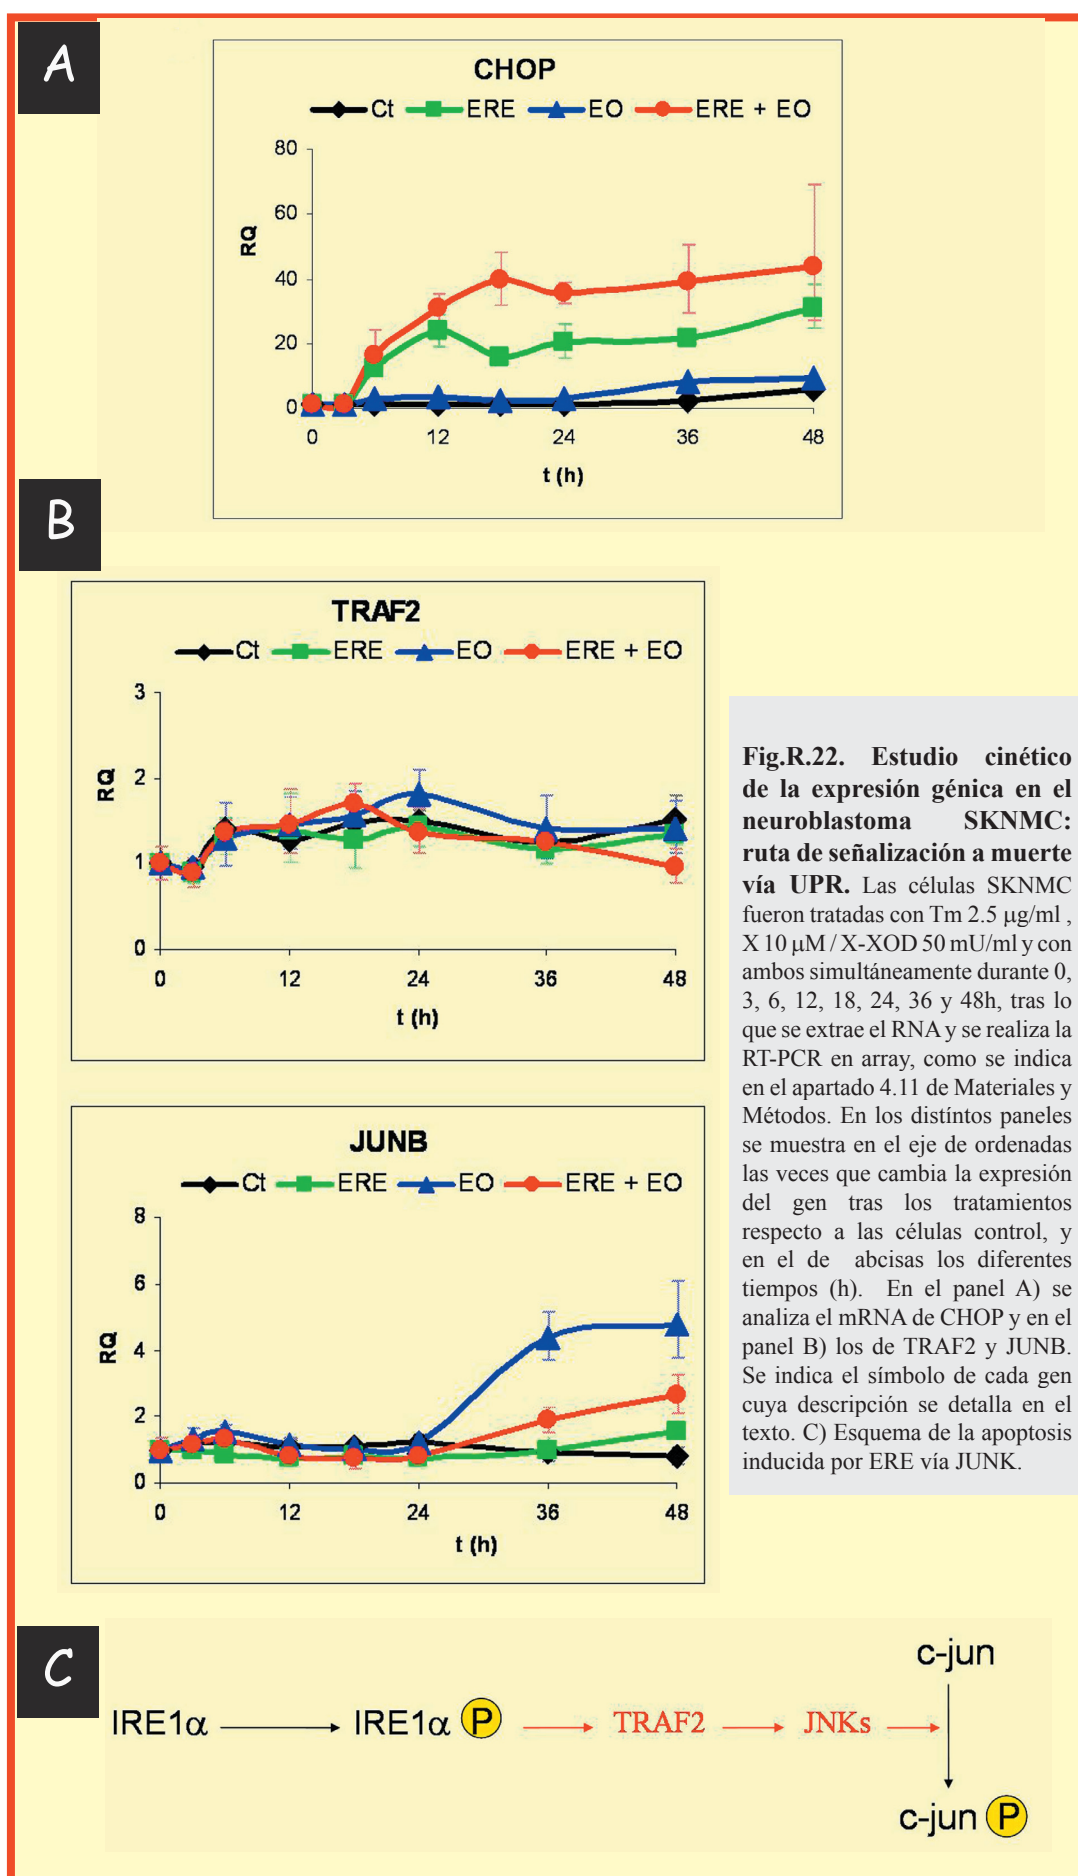 A
CHOP
Ct ERE EO ERE + EO
80
60
40
20
0
RQ
0 12 24 36 48
t (h)
B
TRAF2
Ct ERE EO ERE + EO
3
2
1
0
RQ
0 12 24 36 48
t (h)
JUNB
Ct ERE EO ERE + EO
8
6
4
2
0
RQ
0 12 24 36 48
t (h)
Fig.R.22. Estudio cinético
de la expresión génica en el
neuroblastoma SKNMC:
ruta de señalización a muerte
vía UPR. Las células SKNMC
fueron tratadas con Tm 2.5 µg/ml ,
X 10 µM / X-XOD 50 mU/ml y con
ambos simultáneamente durante 0,
3, 6, 12, 18, 24, 36 y 48h, tras lo
que se extrae el RNA y se realiza la
RT-PCR en array, como se indica
en el apartado 4.11 de Materiales y
Métodos. En los distíntos paneles
se muestra en el eje de ordenadas
las veces que cambia la expresión
del gen tras los tratamientos
respecto a las células control, y
en el de abcisas los diferentes
tiempos (h). En el panel A) se
analiza el mRNA de CHOP y en el
panel B) los de TRAF2 y JUNB.
Se indica el símbolo de cada gen
cuya descripción se detalla en el
texto. C) Esquema de la apoptosis
inducida por ERE vía JUNK.
C
c-jun
IRE1α IRE1α P TRAF2 JNKs
c-jun P